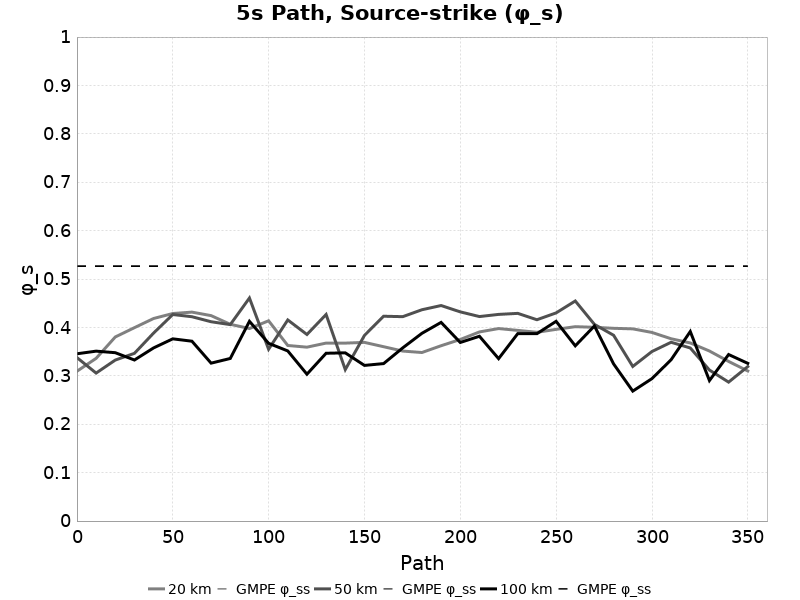 5s Path, Source-strike (φ_s)
1
0.9
0.8
0.7
0.6
0.5
0.4
0.3
0.2
0.1
0
φ_s
0 50 100 150 200 250 300 350
Path
20 km GMPE φ_ss 50 km GMPE φ_ss 100 km GMPE φ_ss